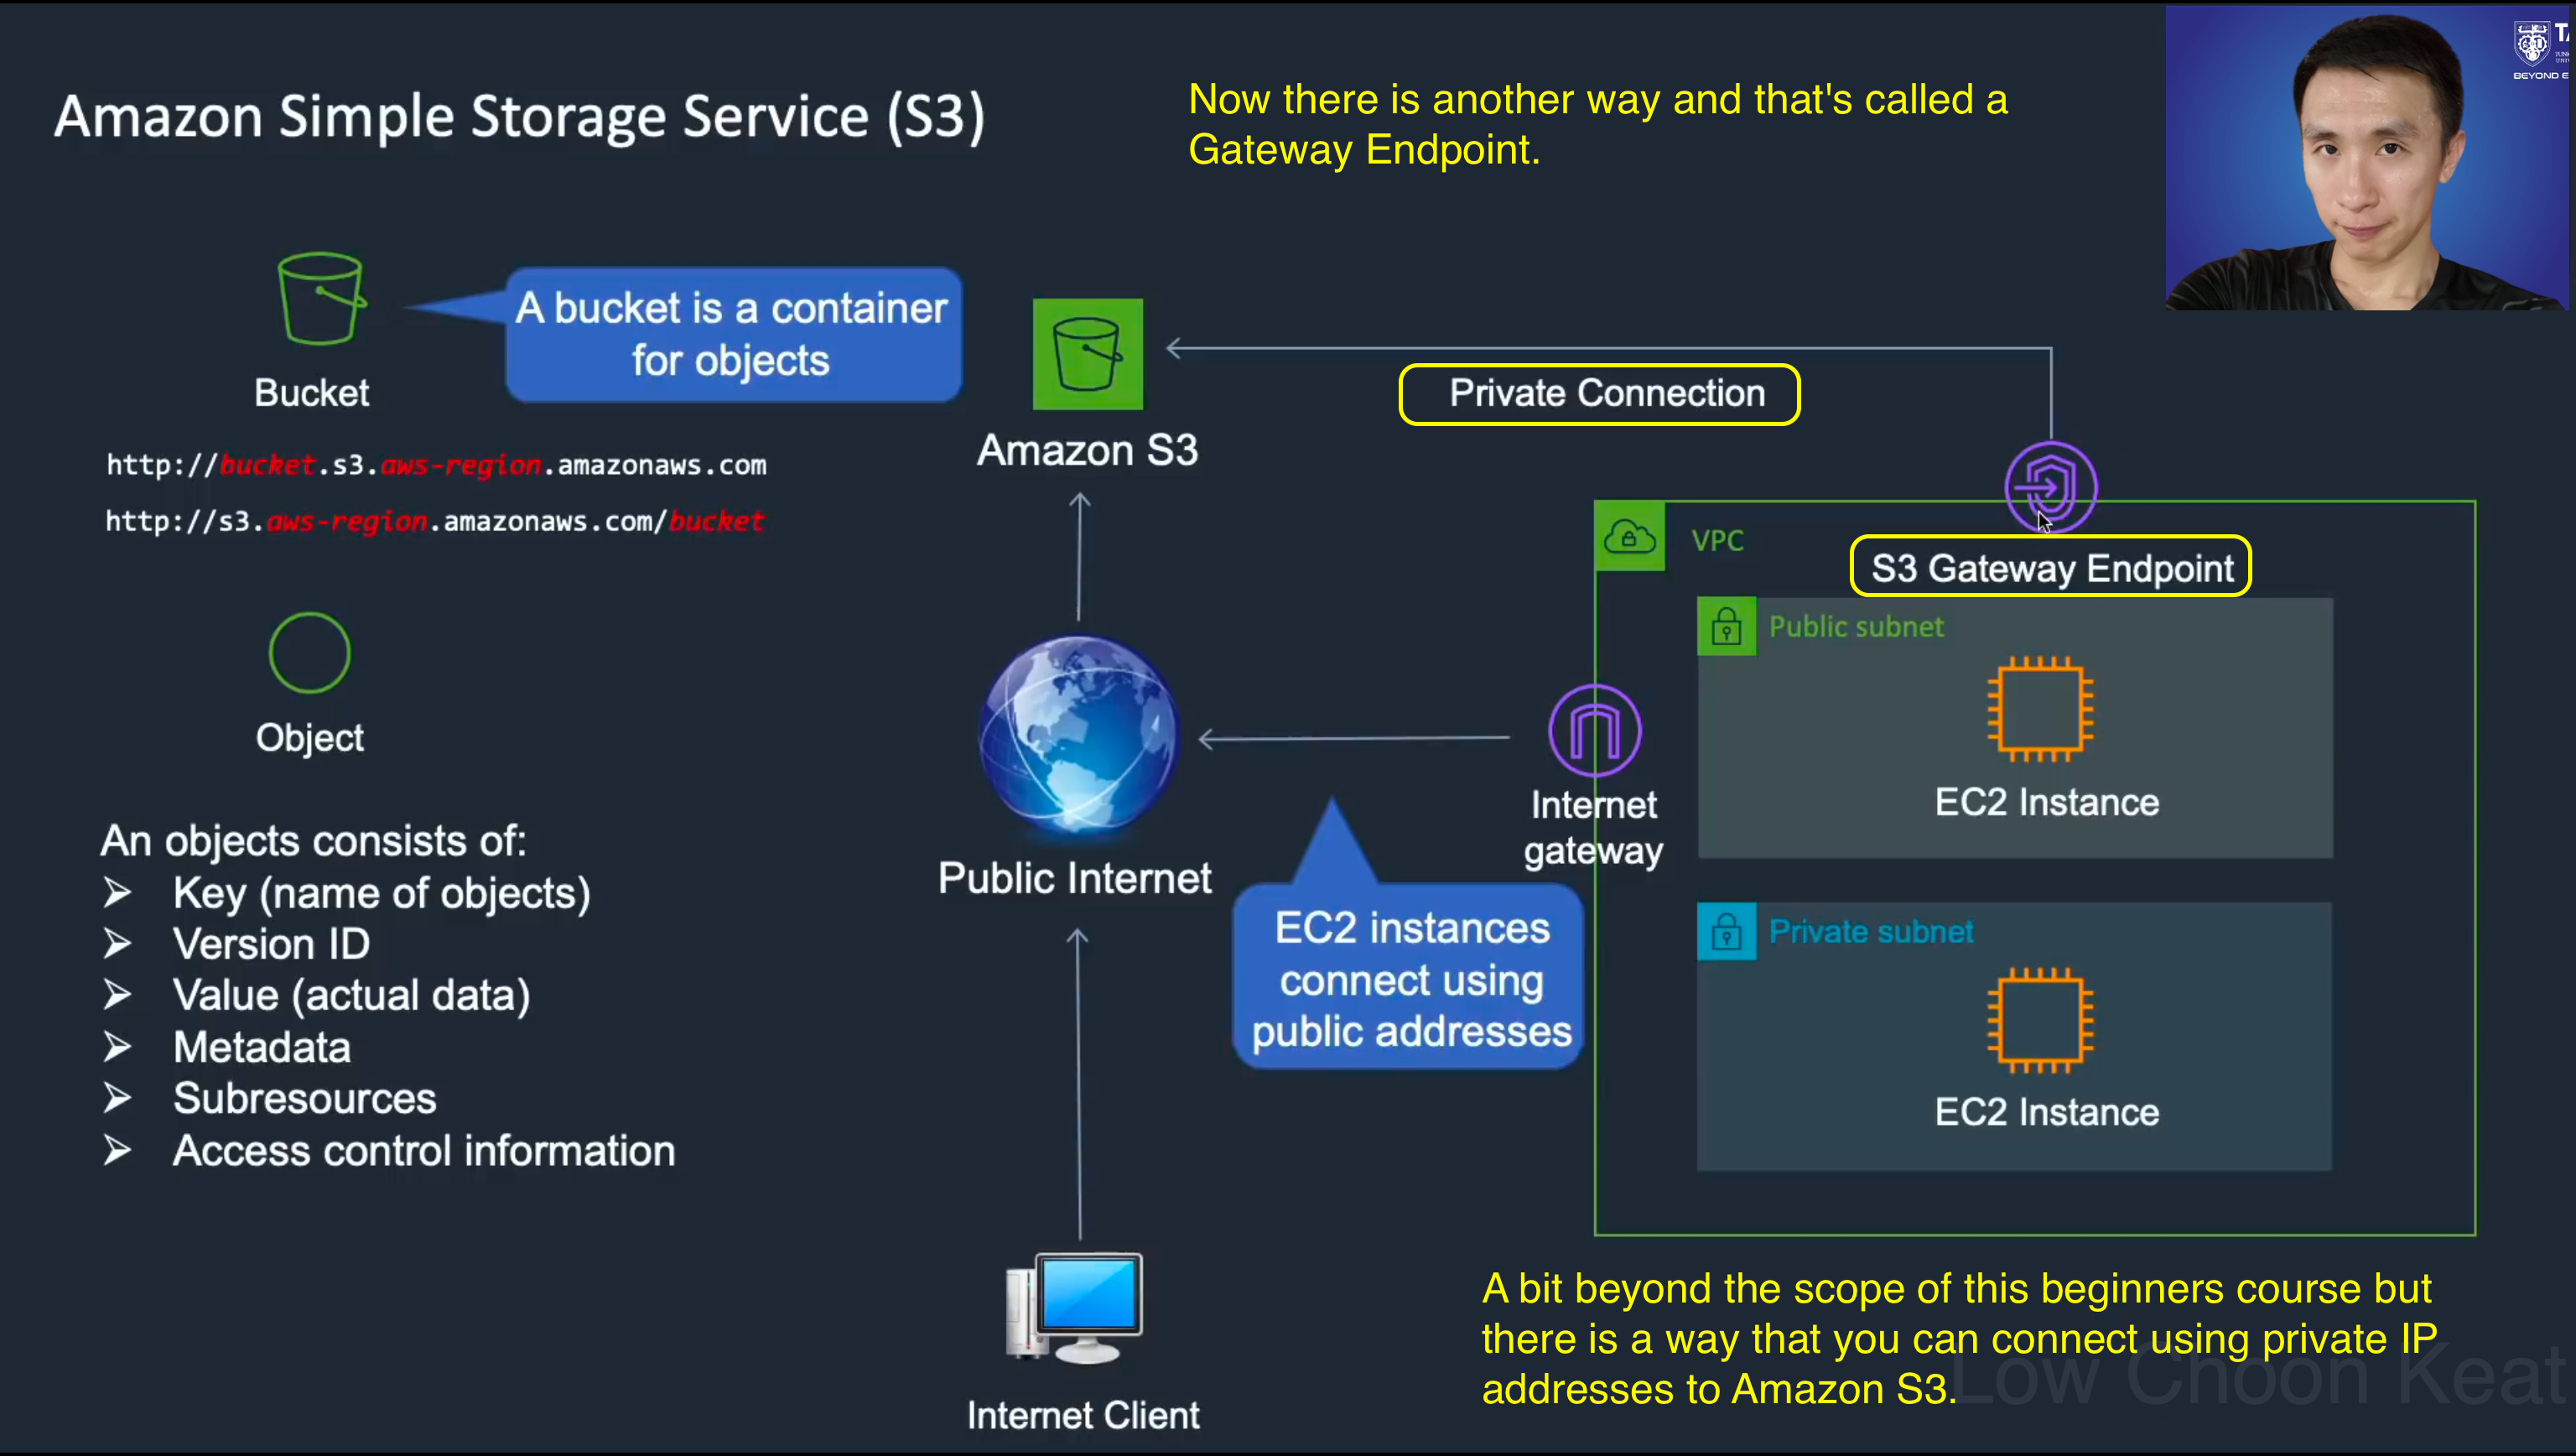 Amazon Simple Storage Service (S3)
Now there is another way and that's called a
Gateway Endpoint.
BEYOND E
A bucket is a container
for objects
Bucket
http://bucket.s3.aws-region.amazonaws.com
http://s3.aws-region.amazonaws.com/bucket
Object
An objects consists of:
➢ Key (name of objects)
➢ Version ID
➢ Value (actual data)
➢ Metadata
➢ Subresources
➢ Access control information
Amazon S3
Private Connection
VPC
S3 Gateway Endpoint
Public subnet
EC2 Instance
Internet
gateway
Public Internet
EC2 instances
connect using
public addresses
Private subnet
EC2 Instance
Internet Client
A bit beyond the scope of this beginners course but
there is a way that you can connect using private IP
addresses to Amazon S3.
Low Choon Keat